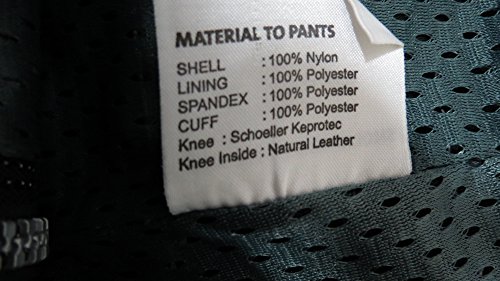 MATERIAL TO PANTS
SHELL : 100% Nylon
LINING : 100% Polyester
SPANDEX : 100% Polyester
CUFF : 100% Polyester
Knee : Schoeller Keprotec
Knee Inside : Natural Leather